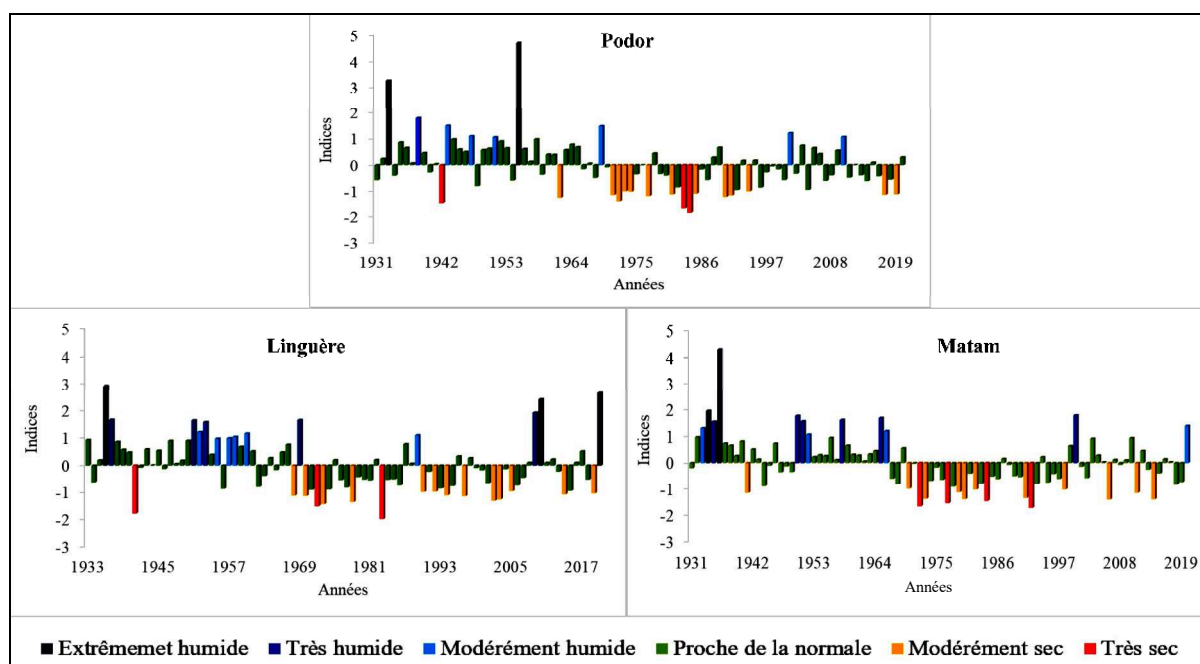 Podor
5
4
3
2
1
0
-1
-2
-3
Indices
1931 1942 1953 1964 1975 1986 1997 2008 2019
Années
Linguère
5
4
3
2
1
0
-1
-2
-3
Indices
1933 1945 1957 1969 1981 1993 2005 2017
Années
Matam
5
4
3
2
1
0
-1
-2
-3
Indices
1931 1942 1953 1964 1975 1986 1997 2008 2019
Années
Extrêmemet humide Très humide Modérément humide Proche de la normale Modérément sec Très sec